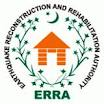 EARTHQUAKE RECONSTRUCTION AND REHABILITATION AUTHORITY
ERRA